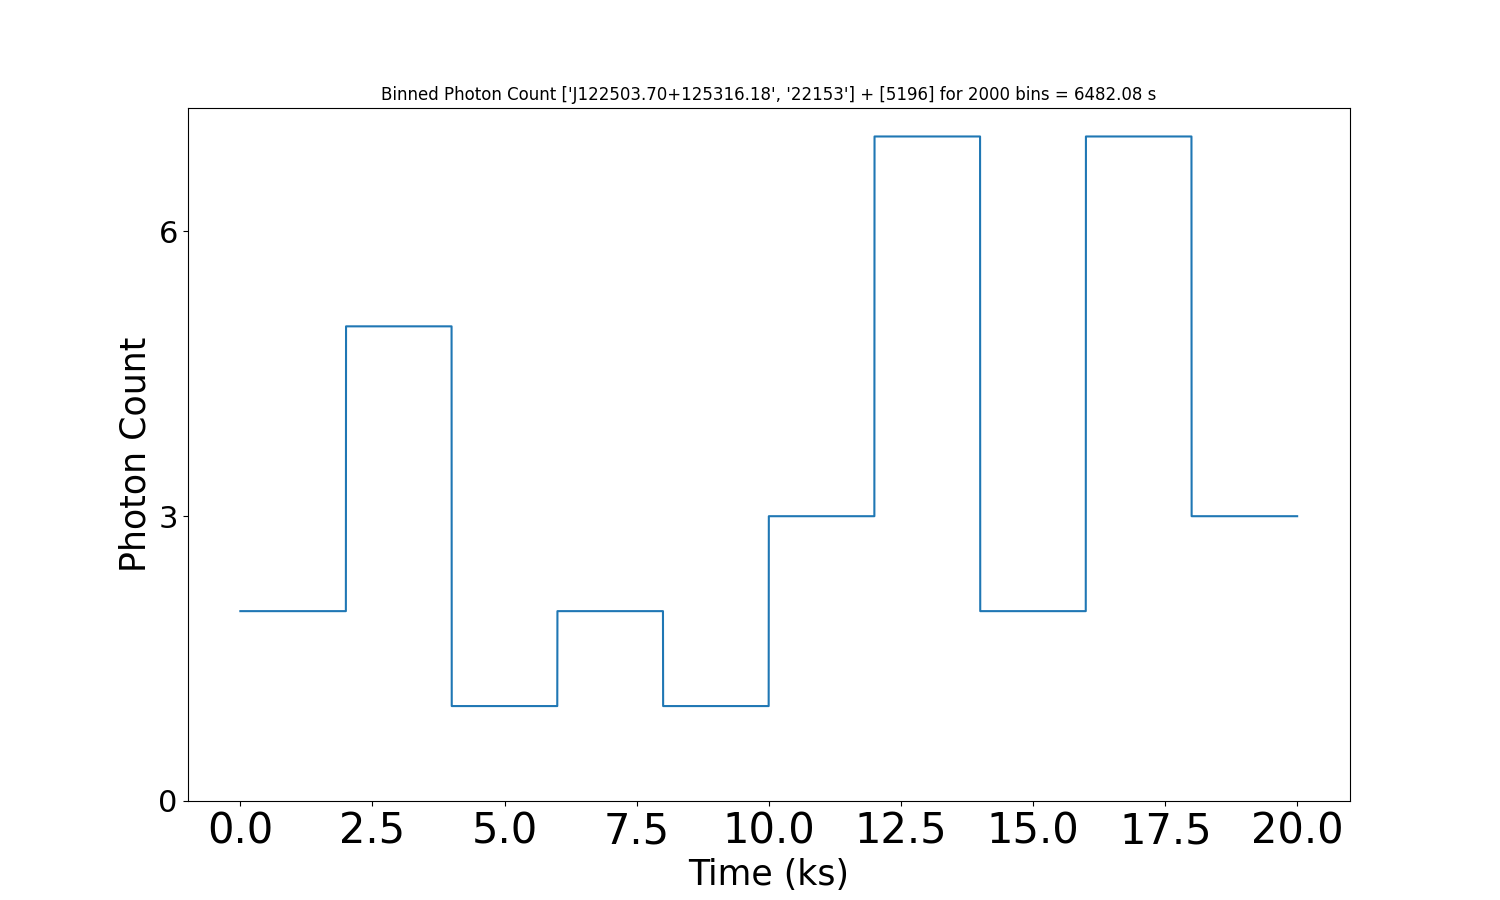 Binned Photon Count ['J122503.70+125316.18', '22153'] + [5196] for 2000 bins = 6482.08 s
6
3
0
Photon Count
0.0 2.5 5.0 7.5 10.0 12.5 15.0 17.5 20.0
Time (ks)